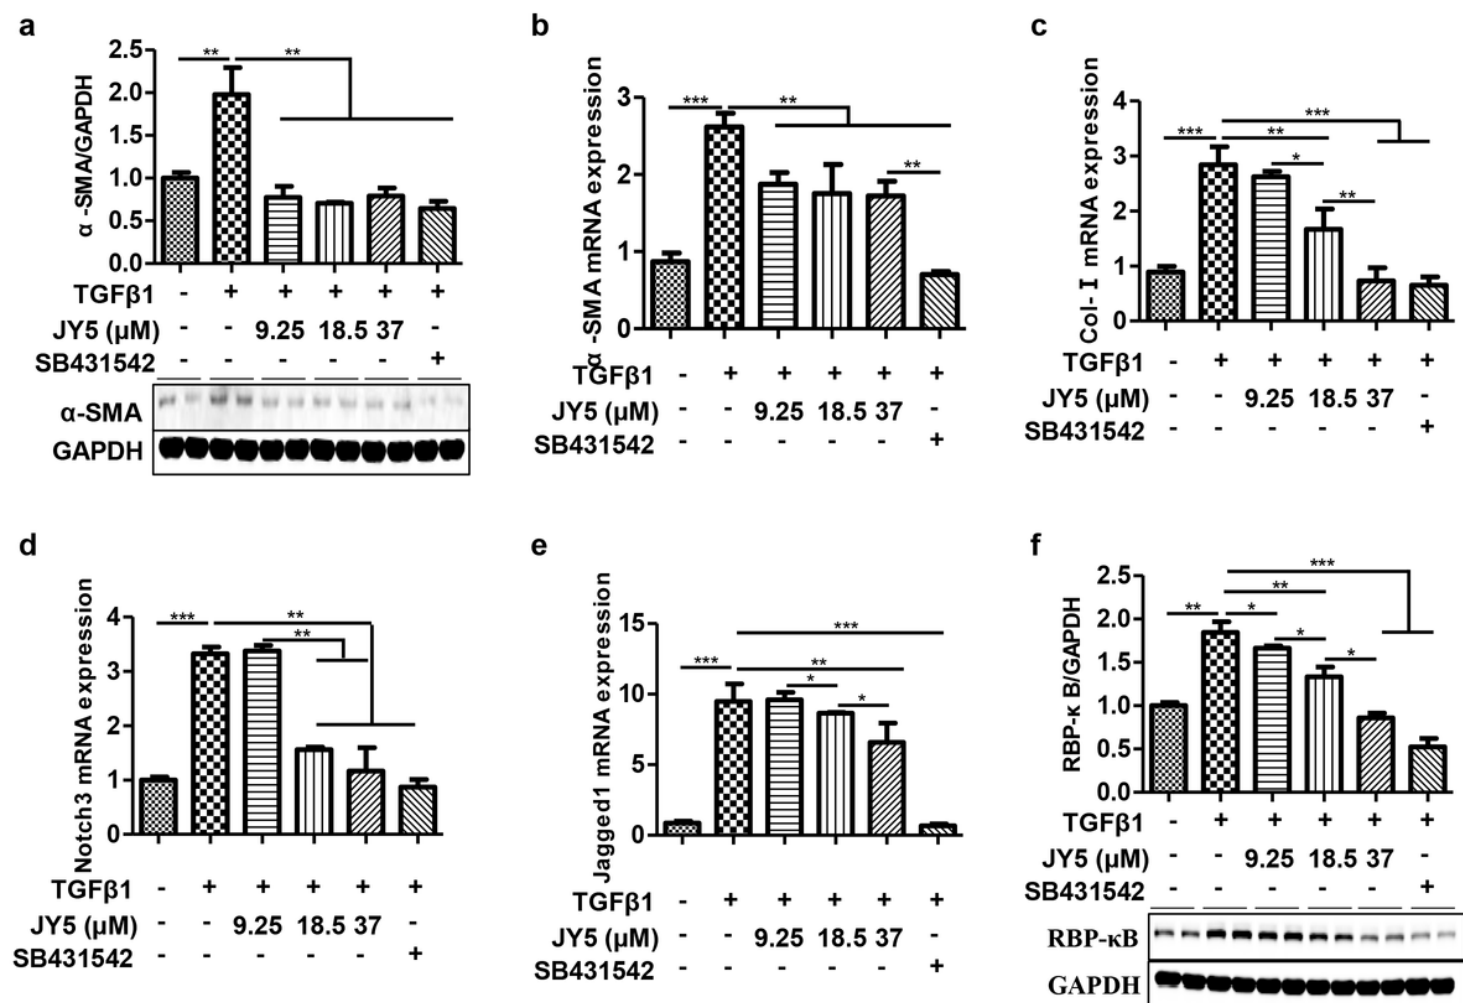 a
α -SMA/GAPDH
2.5
2.0
1.5
1.0
0.5
0.0
** **
TGFβ1 - + + + + +
JY5 (μM) - - 9.25 18.5 37 -
SB431542 - - - - - +
α-SMA
GAPDH
b
α -SMA mRNA expression
3
2
1
0
*** **
**
TGFβ1 - + + + + +
JY5 (μM) - - 9.25 18.5 37 -
SB431542 - - - - - +
c
Col- I mRNA expression
4
3
2
1
0
***
*** **
*
**
TGFβ1 - + + + + +
JY5 (μM) - - 9.25 18.5 37 -
SB431542 - - - - - +
d
Notch3 mRNA expression
4
3
2
1
0
*** **
**
TGFβ1 - + + + + +
JY5 (μM) - - 9.25 18.5 37 -
SB431542 - - - - - +
e
Jagged1 mRNA expression
15
10
5
0
***
*** **
*
*
TGFβ1 - + + + + +
JY5 (μM) - - 9.25 18.5 37 -
SB431542 - - - - - +
f
RBP-κ B/GAPDH
2.5
2.0
1.5
1.0
0.5
0.0
***
**
** *
*
*
TGFβ1 - + + + + +
JY5 (μM) - - 9.25 18.5 37 -
SB431542 - - - - - +
RBP-κB
GAPDH